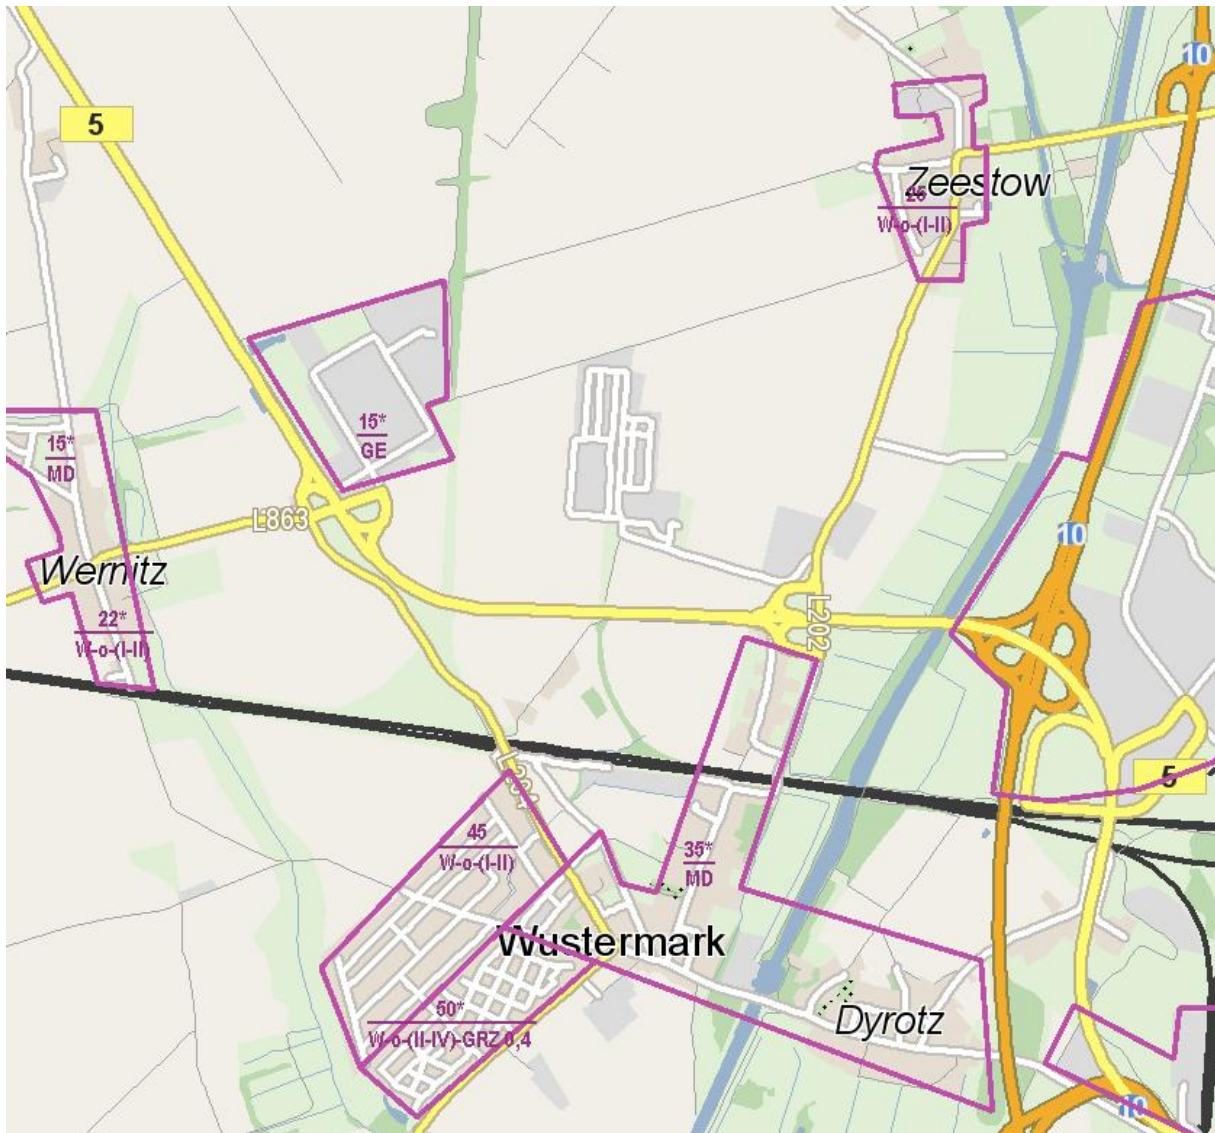 10
5
Zeestow
25
W-o-(I-II)
15*
GE
15*
MD
L863
10
Wernitz
22*
W-o-(I-II)
L202
5
45
W-o-(I-II)
35*
MD
Wustermark
50*
W-o-(II-IV)-GRZ 0,4
Dyrotz
10